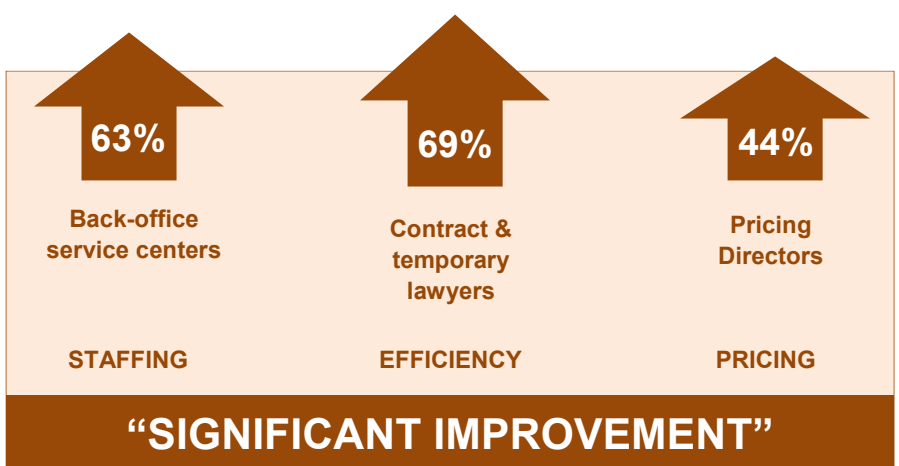 63%
69%
44%
Back-office
service centers
Contract &
temporary
lawyers
Pricing
Directors
STAFFING
EFFICIENCY
PRICING
“SIGNIFICANT IMPROVEMENT”